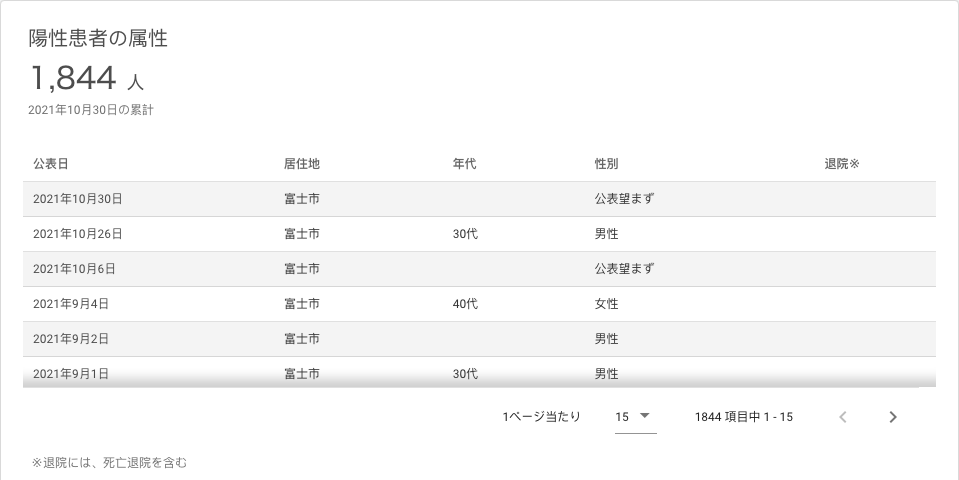 陽性患者の属性
1,844 人
2021年10月30日の累計
公表日 居住地 年代 性別 退院※
2021年10月30日 富士市 公表望まず
2021年10月26日 富士市 30代 男性
2021年10月6日 富士市 公表望まず
2021年9月4日 富士市 40代 女性
2021年9月2日 富士市 男性
2021年9月1日 富士市 30代 男性
1ページ当たり 15 1844 項目中 1 - 15
※退院には、死亡退院を含む